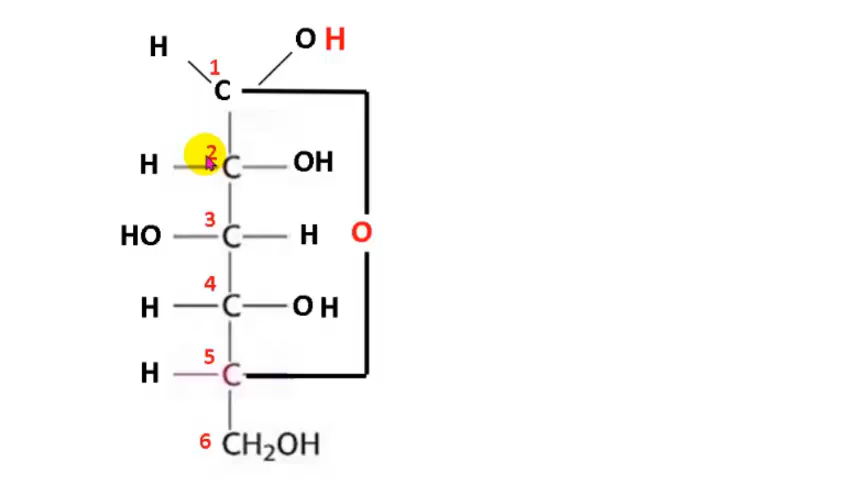 H OH
1
C
H 2 C OH
3
HO C H
O
4
H C OH
5
H C
6 CH₂OH